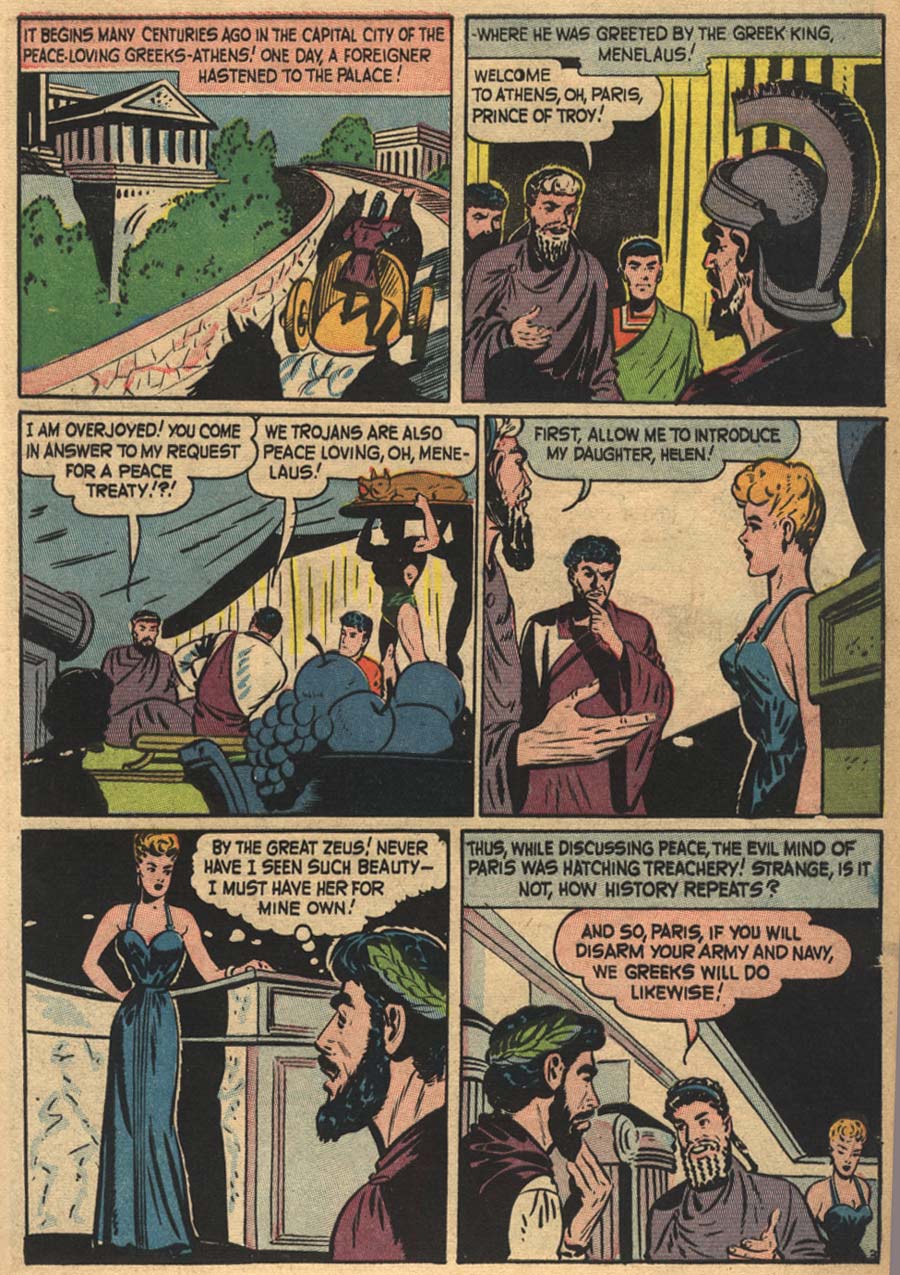 IT BEGINS MANY CENTURIES AGO IN THE CAPITAL CITY OF THE
PEACE-LOVING GREEKS-ATHENS! ONE DAY, A FOREIGNER
HASTENED TO THE PALACE!
-WHERE HE WAS GREETED BY THE GREEK KING,
MENELAUS!
WELCOME
TO ATHENS, OH, PARIS,
PRINCE OF TROY!
I AM OVERJOYED! YOU COME
IN ANSWER TO MY REQUEST
FOR A PEACE
TREATY!?!
WE TROJANS ARE ALSO
PEACE LOVING, OH, MENE-
LAUS!
FIRST, ALLOW ME TO INTRODUCE
MY DAUGHTER, HELEN!
BY THE GREAT ZEUS! NEVER
HAVE I SEEN SUCH BEAUTY—
I MUST HAVE HER FOR
MINE OWN!
THUS, WHILE DISCUSSING PEACE, THE EVIL MIND OF
PARIS WAS HATCHING TREACHERY! STRANGE, IS IT
NOT, HOW HISTORY REPEATS?
AND SO, PARIS, IF YOU WILL
DISARM YOUR ARMY AND NAVY,
WE GREEKS WILL DO
LIKEWISE!
2